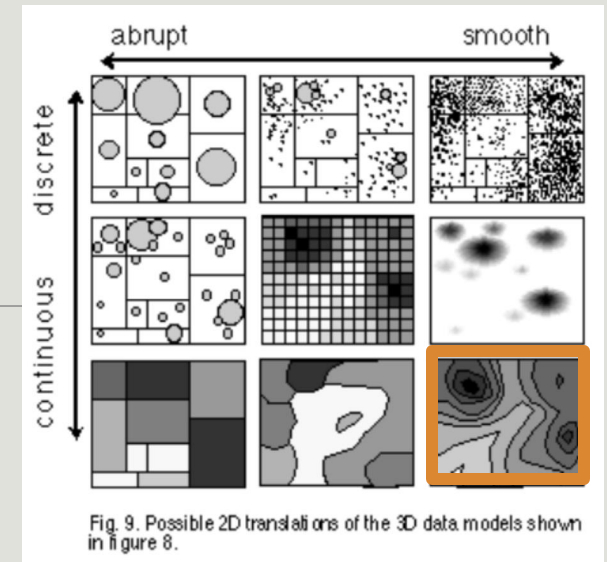 abrupt smooth
discrete
continuous
Fig. 9. Possible 2D translations of the 3D data models shown
in figure 8.